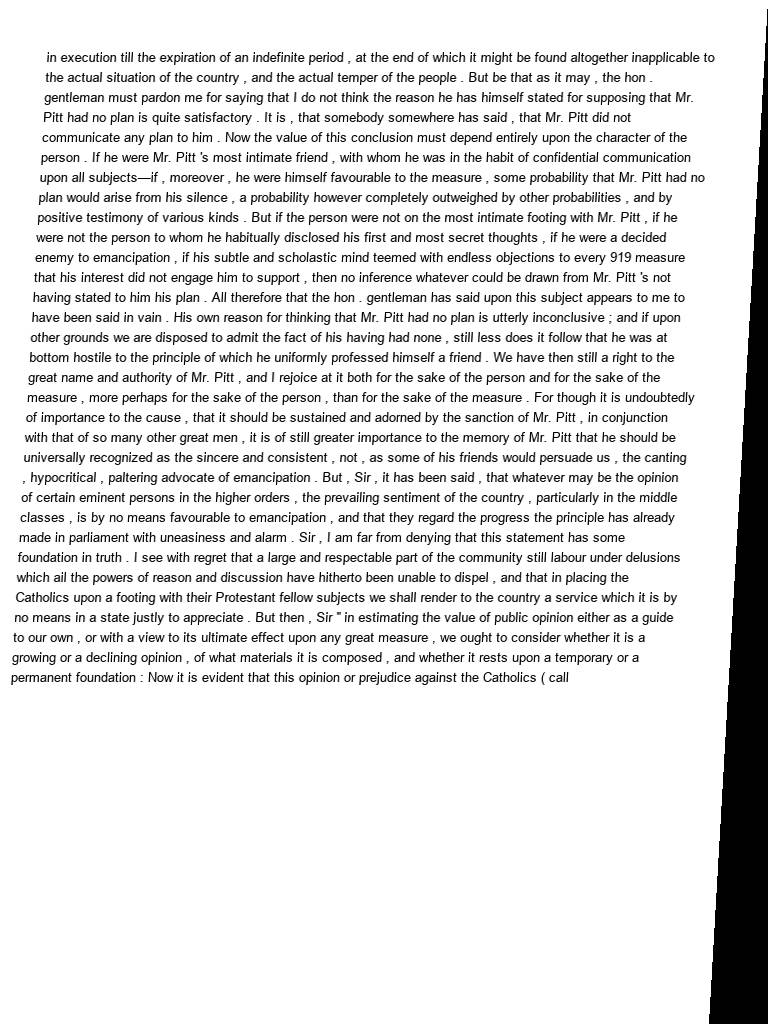 in execution till the expiration of an indefinite period , at the end of which it might be found altogether inapplicable to
the actual situation of the country , and the actual temper of the people . But be that as it may , the hon .
gentleman must pardon me for saying that I do not think the reason he has himself stated for supposing that Mr.
Pitt had no plan is quite satisfactory . It is , that somebody somewhere has said , that Mr. Pitt did not
communicate any plan to him . Now the value of this conclusion must depend entirely upon the character of the
person . If he were Mr. Pitt 's most intimate friend , with whom he was in the habit of confidential communication
upon all subjects—if , moreover , he were himself favourable to the measure , some probability that Mr. Pitt had no
plan would arise from his silence , a probability however completely outweighed by other probabilities , and by
positive testimony of various kinds . But if the person were not on the most intimate footing with Mr. Pitt , if he
were not the person to whom he habitually disclosed his first and most secret thoughts , if he were a decided
enemy to emancipation , if his subtle and scholastic mind teemed with endless objections to every 919 measure
that his interest did not engage him to support , then no inference whatever could be drawn from Mr. Pitt 's not
having stated to him his plan . All therefore that the hon . gentleman has said upon this subject appears to me to
have been said in vain . His own reason for thinking that Mr. Pitt had no plan is utterly inconclusive ; and if upon
other grounds we are disposed to admit the fact of his having had none , still less does it follow that he was at
bottom hostile to the principle of which he uniformly professed himself a friend . We have then still a right to the
great name and authority of Mr. Pitt , and I rejoice at it both for the sake of the person and for the sake of the
measure , more perhaps for the sake of the person , than for the sake of the measure . For though it is undoubtedly
of importance to the cause , that it should be sustained and adorned by the sanction of Mr. Pitt , in conjunction
with that of so many other great men , it is of still greater importance to the memory of Mr. Pitt that he should be
universally recognized as the sincere and consistent , not , as some of his friends would persuade us , the canting
, hypocritical , paltering advocate of emancipation . But , Sir , it has been said , that whatever may be the opinion
of certain eminent persons in the higher orders , the prevailing sentiment of the country , particularly in the middle
classes , is by no means favourable to emancipation , and that they regard the progress the principle has already
made in parliament with uneasiness and alarm . Sir , I am far from denying that this statement has some
foundation in truth . I see with regret that a large and respectable part of the community still labour under delusions
which ail the powers of reason and discussion have hitherto been unable to dispel , and that in placing the
Catholics upon a footing with their Protestant fellow subjects we shall render to the country a service which it is by
no means in a state justly to appreciate . But then , Sir " in estimating the value of public opinion either as a guide
to our own , or with a view to its ultimate effect upon any great measure , we ought to consider whether it is a
growing or a declining opinion , of what materials it is composed , and whether it rests upon a temporary or a
permanent foundation : Now it is evident that this opinion or prejudice against the Catholics ( call